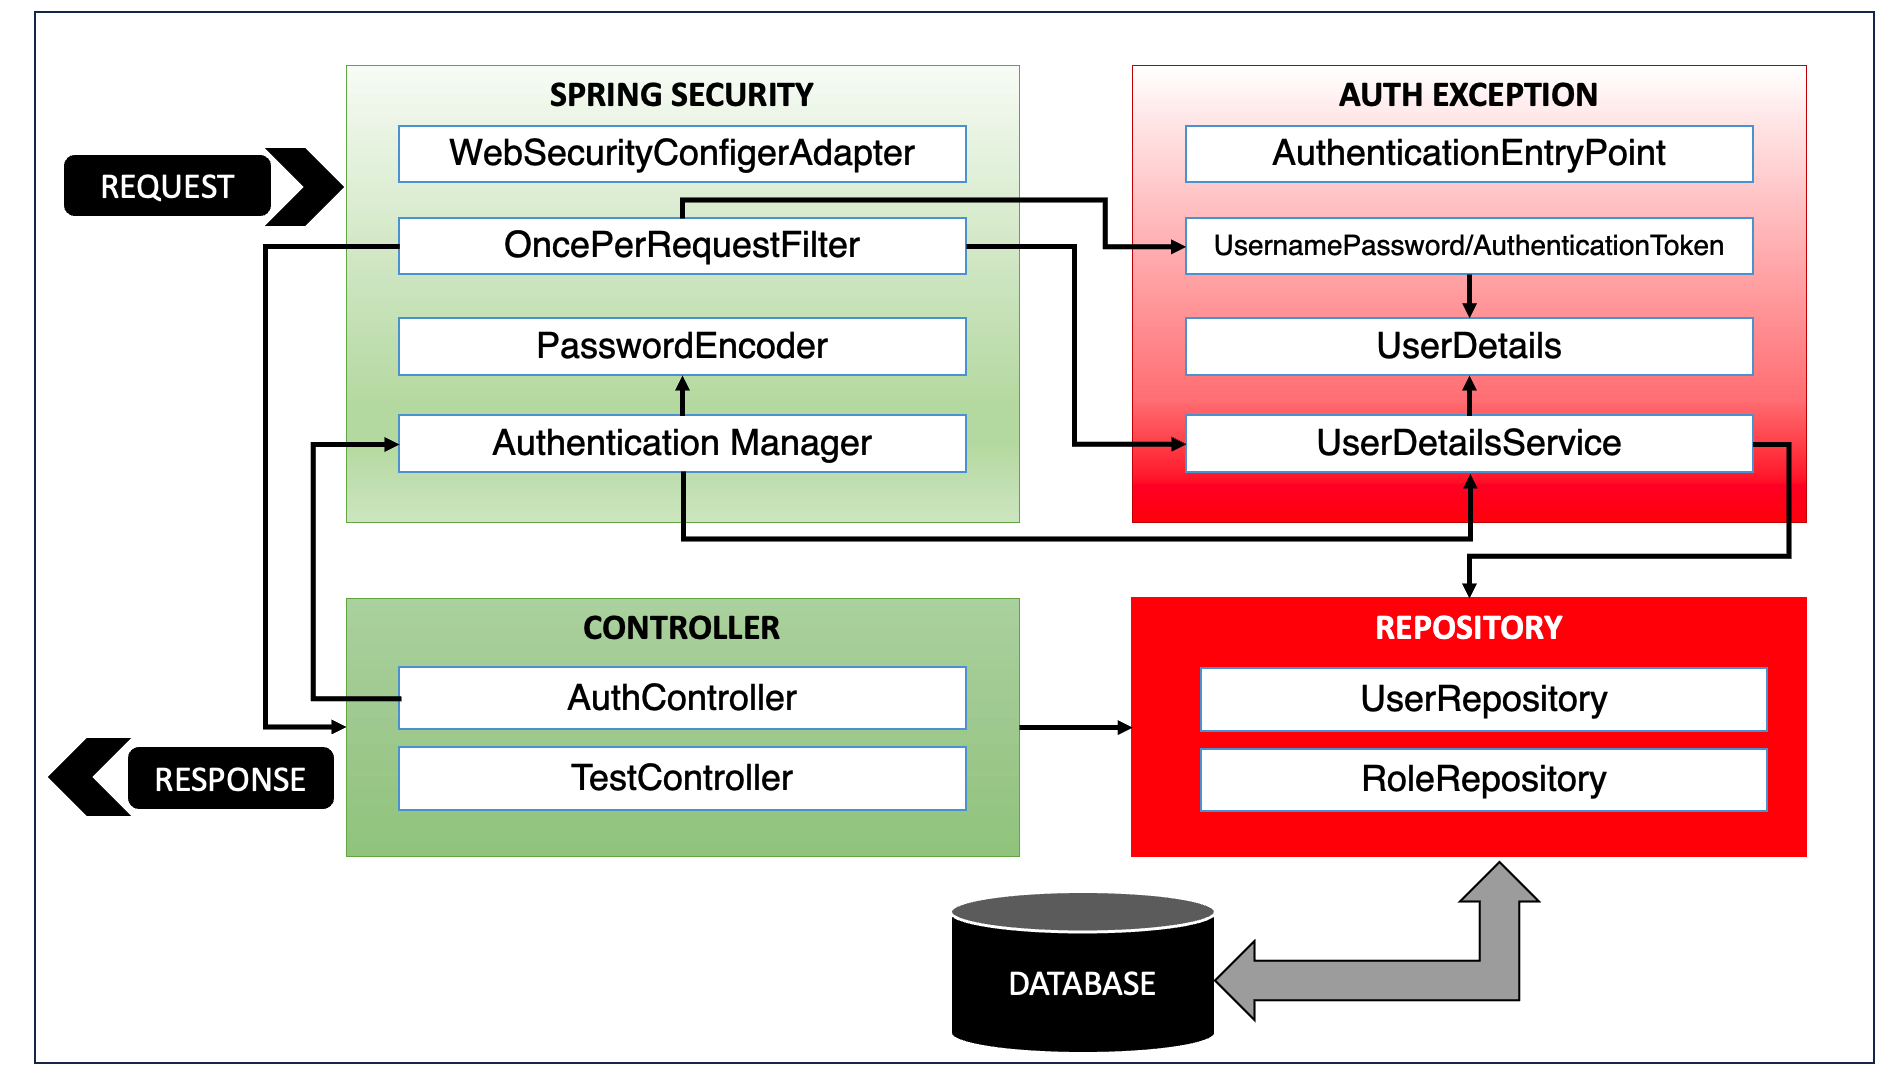 SPRING SECURITY
WebSecurityConfigerAdapter
OncePerRequestFilter
PasswordEncoder
Authentication Manager
AUTH EXCEPTION
AuthenticationEntryPoint
UsernamePassword/AuthenticationToken
UserDetails
UserDetailsService
REQUEST
CONTROLLER
AuthController
TestController
REPOSITORY
UserRepository
RoleRepository
RESPONSE
DATABASE